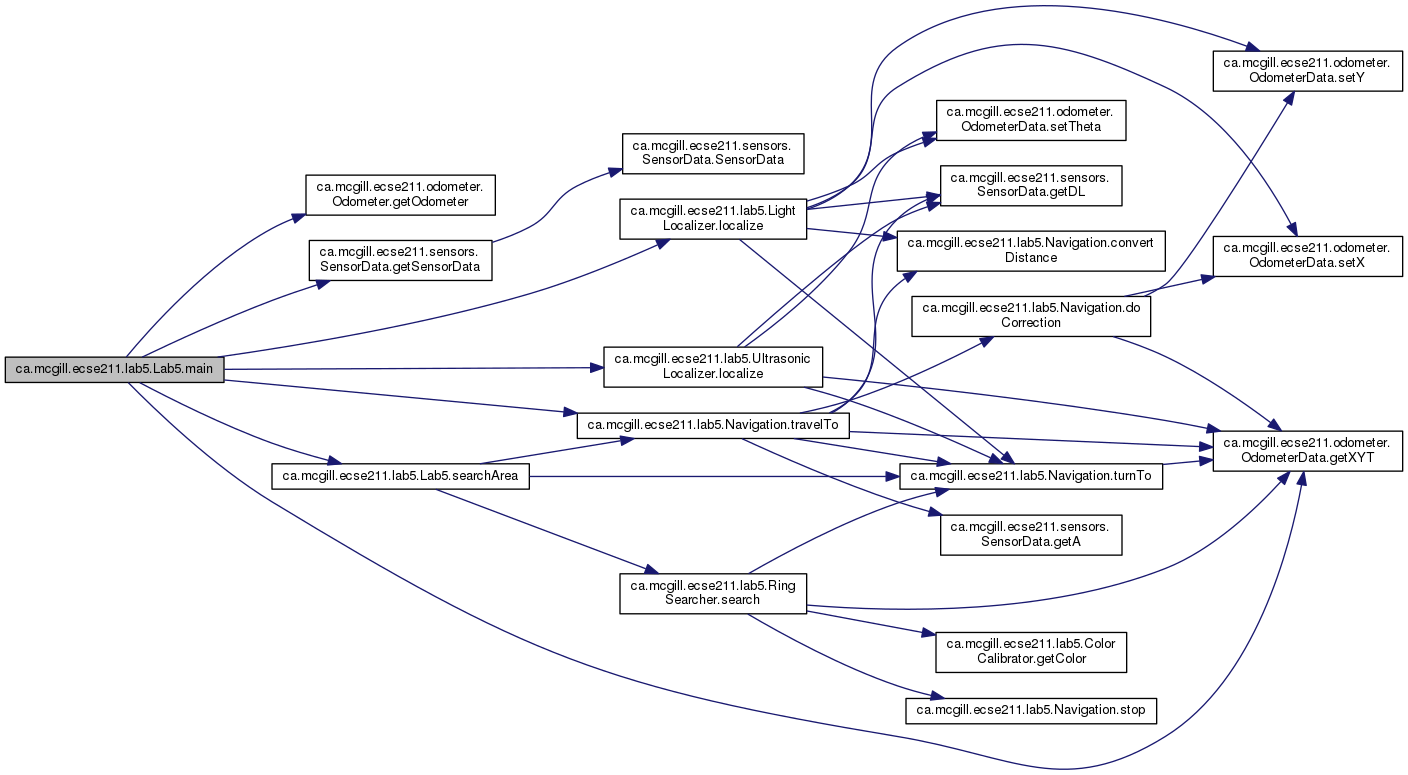 ca.mcgill.ecse211.lab5.Lab5.main
ca.mcgill.ecse211.odometer.
Odometer.getOdometer
ca.mcgill.ecse211.sensors.
SensorData.getSensorData
ca.mcgill.ecse211.lab5.Lab5.searchArea
ca.mcgill.ecse211.sensors.
SensorData.SensorData
ca.mcgill.ecse211.lab5.Light
Localizer.localize
ca.mcgill.ecse211.lab5.Ultrasonic
Localizer.localize
ca.mcgill.ecse211.lab5.Navigation.travelTo
ca.mcgill.ecse211.lab5.Ring
Searcher.search
ca.mcgill.ecse211.odometer.
OdometerData.setTheta
ca.mcgill.ecse211.sensors.
SensorData.getDL
ca.mcgill.ecse211.lab5.Navigation.convert
Distance
ca.mcgill.ecse211.lab5.Navigation.do
Correction
ca.mcgill.ecse211.lab5.Navigation.turnTo
ca.mcgill.ecse211.sensors.
SensorData.getA
ca.mcgill.ecse211.lab5.Color
Calibrator.getColor
ca.mcgill.ecse211.lab5.Navigation.stop
ca.mcgill.ecse211.odometer.
OdometerData.setY
ca.mcgill.ecse211.odometer.
OdometerData.setX
ca.mcgill.ecse211.odometer.
OdometerData.getXYT